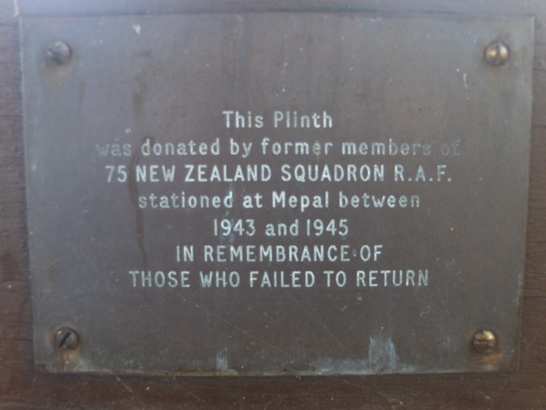 This Plinth
was donated by former members of
75 NEW ZEALAND SQUADRON R.A.F.
stationed at Mepal between
1943 and 1945
IN REMEMBRANCE OF
THOSE WHO FAILED TO RETURN